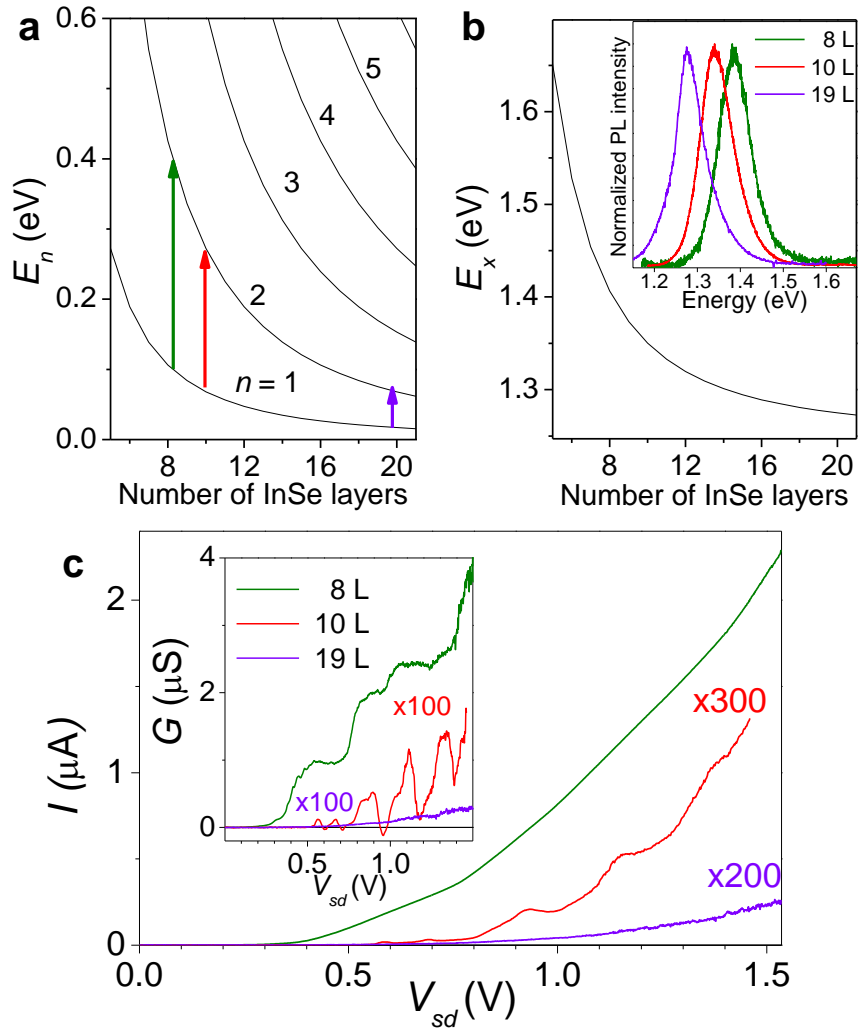 a
0.6
0.4
0.2
0.0
E_n (eV)
5
4
3
2
n = 1
8 12 16 20
Number of InSe layers
b
1.6
1.5
1.4
1.3
E_x (eV)
8 12 16 20
Number of InSe layers
Normalized PL intensity
8 L
10 L
19 L
1.2 1.3 1.4 1.5 1.6
Energy (eV)
c
2
1
0
I (µA)
0.0 0.5 1.0 1.5
V_sd (V)
x300
x200
4
2
0
G (µS)
8 L
10 L
19 L
x100
x100
0.5 1.0
V_sd (V)